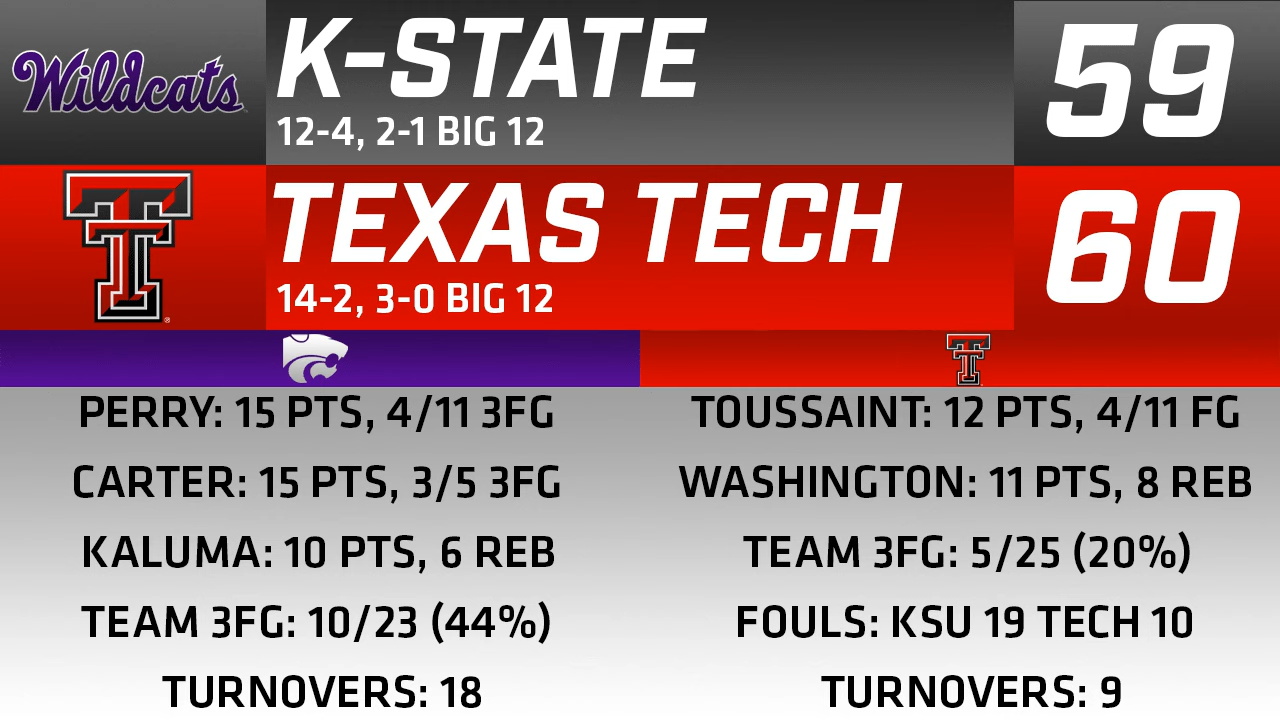 Wildcats
K-STATE
12-4, 2-1 BIG 12
59
TEXAS TECH
14-2, 3-0 BIG 12
60
PERRY: 15 PTS, 4/11 3FG
CARTER: 15 PTS, 3/5 3FG
KALUMA: 10 PTS, 6 REB
TEAM 3FG: 10/23 (44%)
TURNOVERS: 18
TOUSSAINT: 12 PTS, 4/11 FG
WASHINGTON: 11 PTS, 8 REB
TEAM 3FG: 5/25 (20%)
FOULS: KSU 19 TECH 10
TURNOVERS: 9